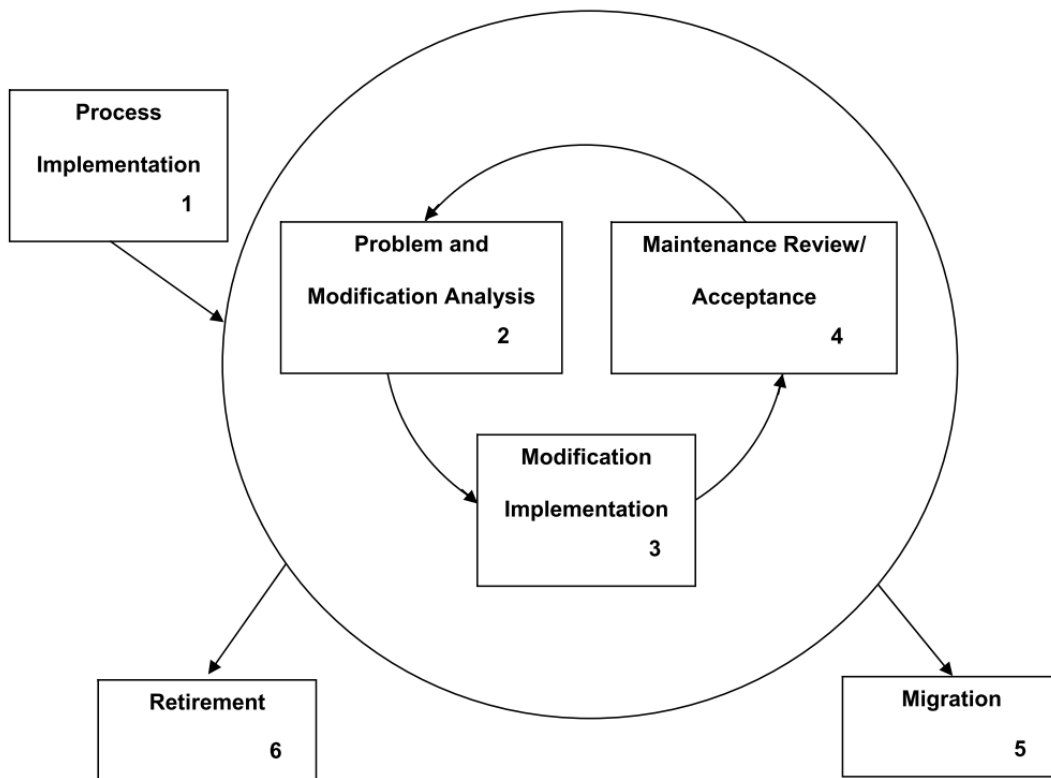 Process
Implementation
1
Problem and
Modification Analysis
2
Maintenance Review/
Acceptance
4
Modification
Implementation
3
Retirement
6
Migration
5